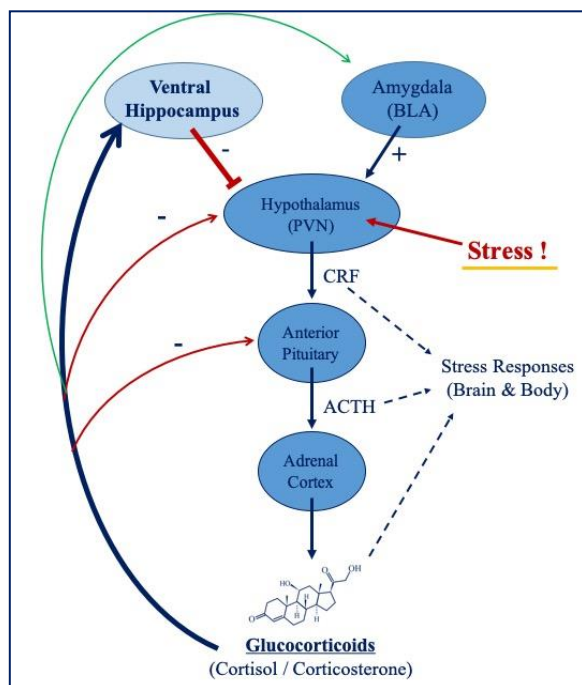 Ventral
Hippocampus
Amygdala
(BLA)
-
+
Hypothalamus
(PVN)
-
Stress !
CRF
Anterior
Pituitary
-
Stress Responses
(Brain & Body)
ACTH
Adrenal
Cortex
OH
O
HO
H
H
H
O
Glucocorticoids
(Cortisol / Corticosterone)